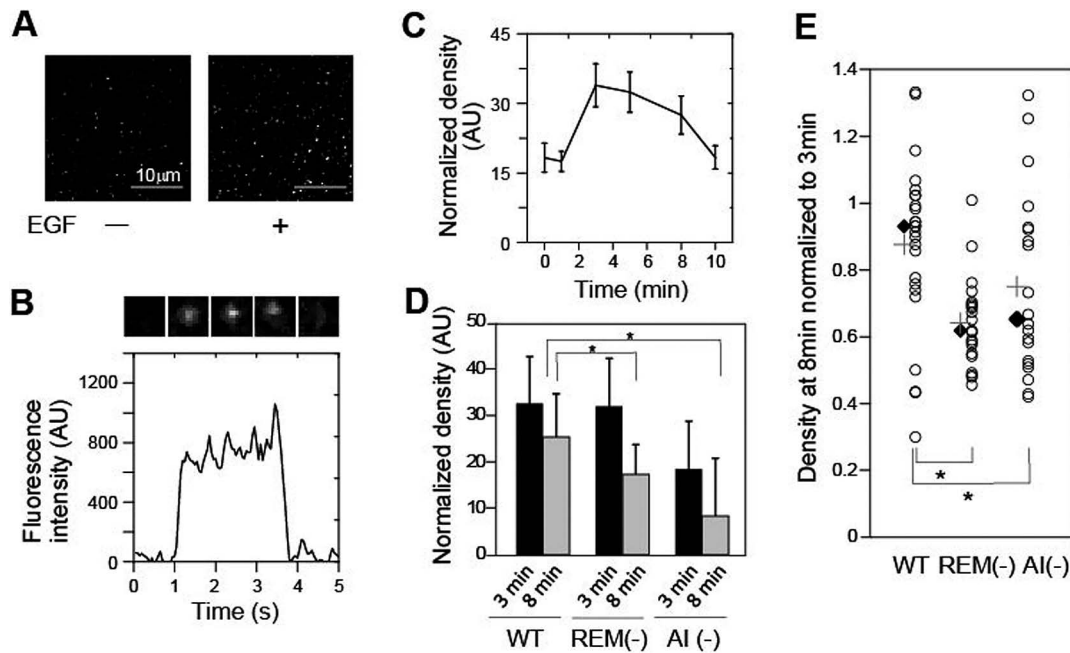 A
10μm
EGF — +
B
Fluorescence
intensity (AU)
1200
800
400
0
0 1 2 3 4 5
Time (s)
C
Normalized density
(AU)
45
30
15
0
0 2 4 6 8 10
Time (min)
D
Normalized density (AU)
50
40
30
20
10
0
* *
3 min 8 min 3 min 8 min 3 min 8 min
WT REM(-) AI (-)
E
Density at 8min normalized to 3min
1.4
1.2
1
0.8
0.6
0.4
0.2
0
*
*
WT REM(-) AI(-)